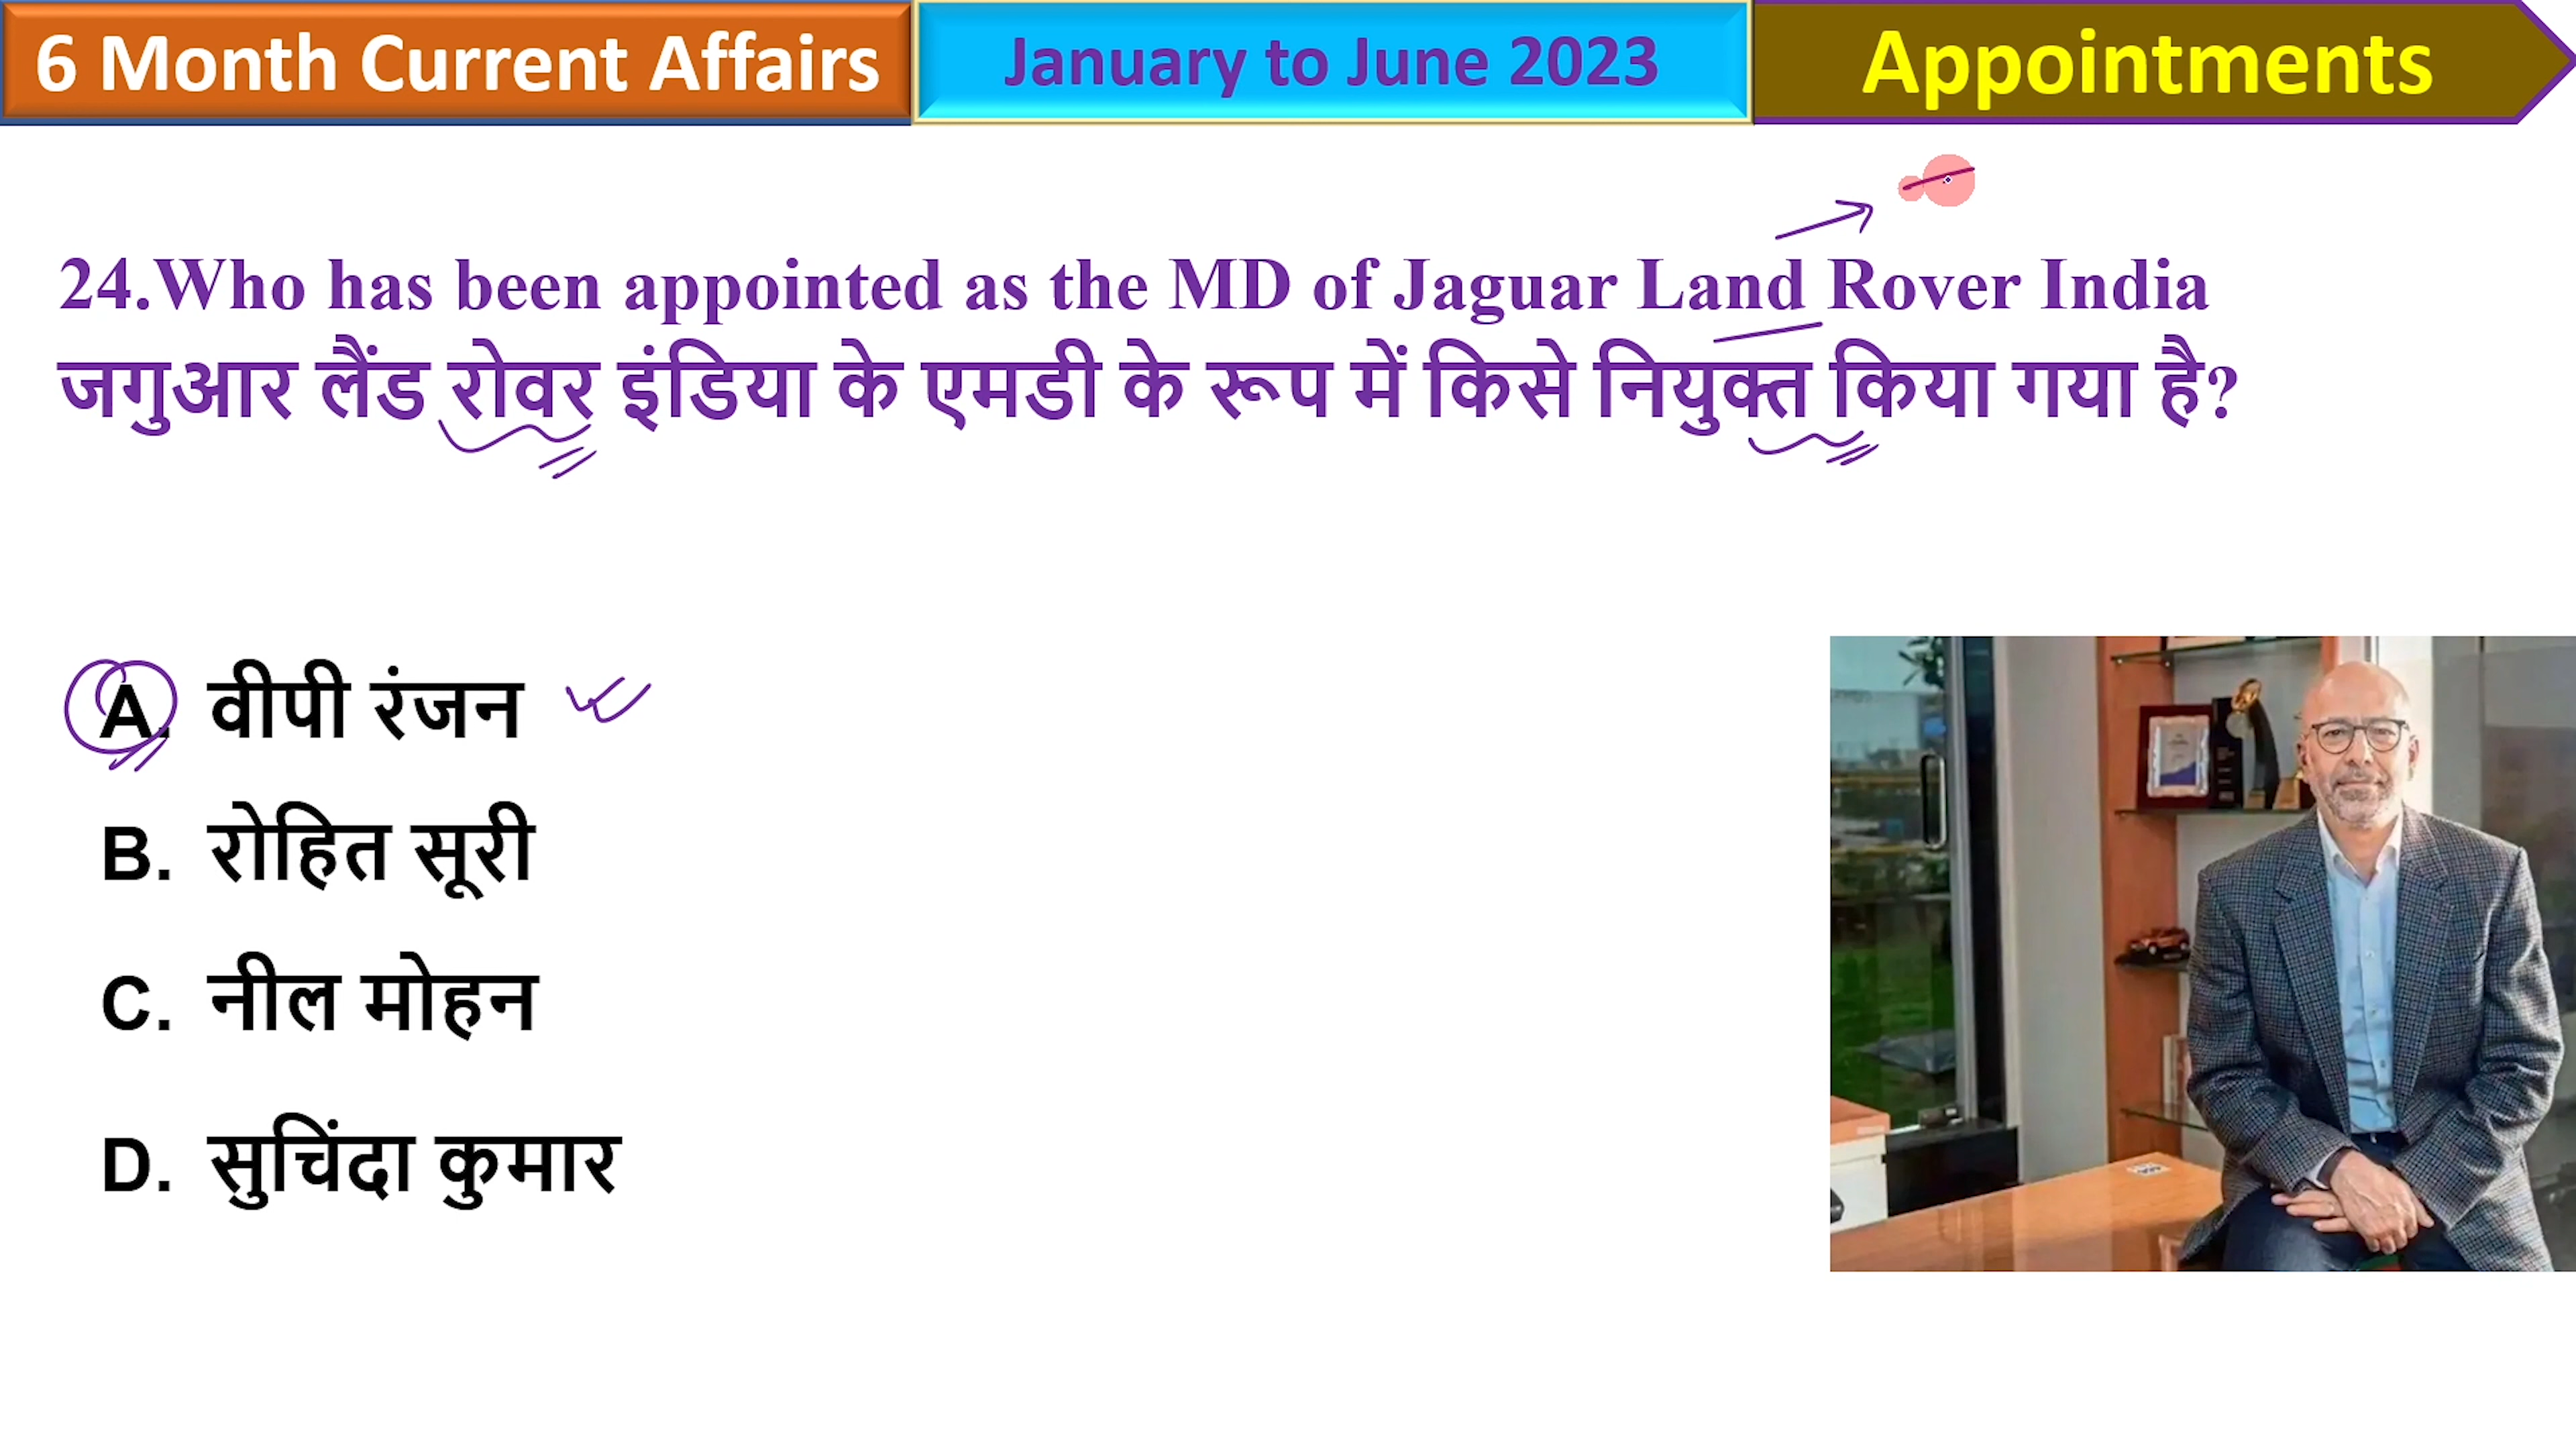 6 Month Current Affairs
January to June 2023
Appointments
24.Who has been appointed as the MD of Jaguar Land Rover India
जगुआर लैंड रोवर इंडिया के एमडी के रूप में किसे नियुक्त किया गया है?
A. वीपी रंजन
B. रोहित सूरी
C. नील मोहन
D. सुचिंदा कुमार